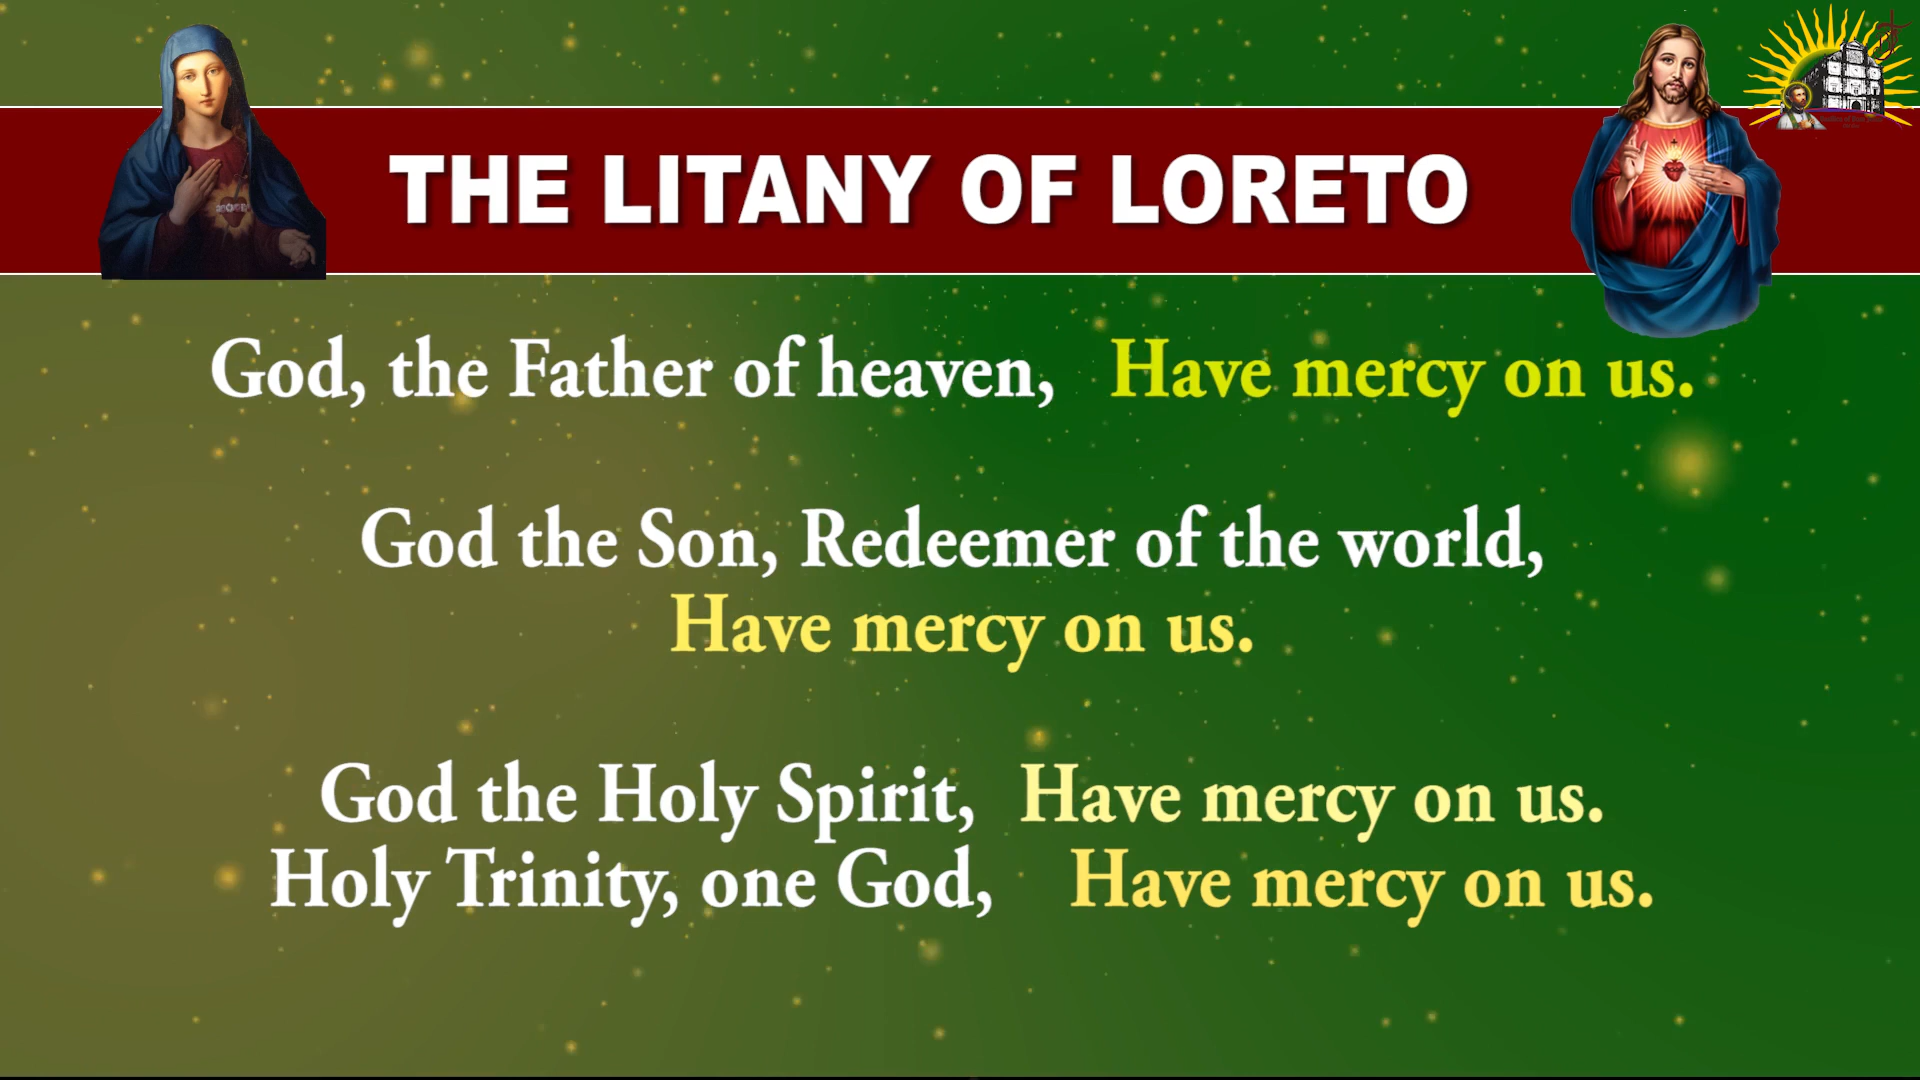 THE LITANY OF LORETO
God, the Father of heaven, Have mercy on us.
God the Son, Redeemer of the world,
Have mercy on us.
God the Holy Spirit, Have mercy on us.
Holy Trinity, one God, Have mercy on us.